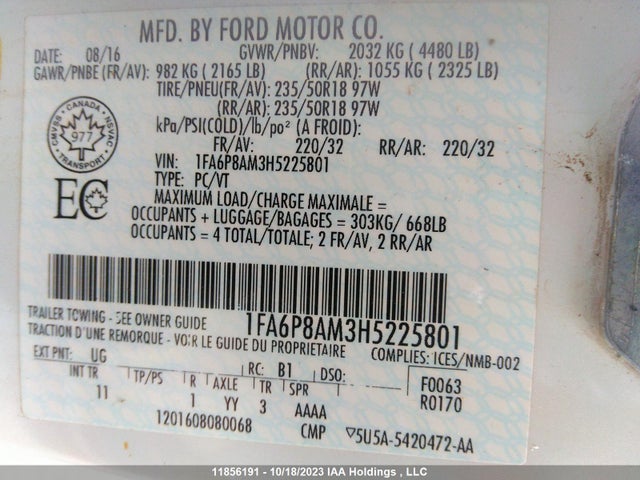 MFD. BY FORD MOTOR CO.
DATE: 08/16 GVWR/PNBV: 2032 KG ( 4480 LB)
GAWR/PNBE (FR/AV): 982 KG ( 2165 LB) (RR/AR): 1055 KG ( 2325 LB)
TIRE/PNEU(FR/AV): 235/50R18 97W
(RR/AR): 235/50R18 97W
kPa/PSI(COLD)/lb/po² (A FROID):
FR/AV: 220/32 RR/AR: 220/32
CMVSS · CANADA · NSVAC
977
TRANSPORT
VIN: 1FA6P8AM3H5225801
TYPE: PC/VT
EC
MAXIMUM LOAD/CHARGE MAXIMALE =
OCCUPANTS + LUGGAGE/BAGAGES = 303KG/ 668LB
OCCUPANTS = 4 TOTAL/TOTALE; 2 FR/AV, 2 RR/AR
TRAILER TOWING - SEE OWNER GUIDE 1FA6P8AM3H5225801
TRACTION D'UNE REMORQUE - VOIR LE GUIDE DU PROPRIETAIRE COMPLIES: ICES/NMB-002
EXT PNT: UG RC: B1 DSO: F0063
INT TR TP/PS R AXLE TR SPR R0170
11 1 YY 3 AAAA
1201608080068 CMP 5U5A-5420472-AA
11856191 - 10/18/2023 IAA Holdings , LLC